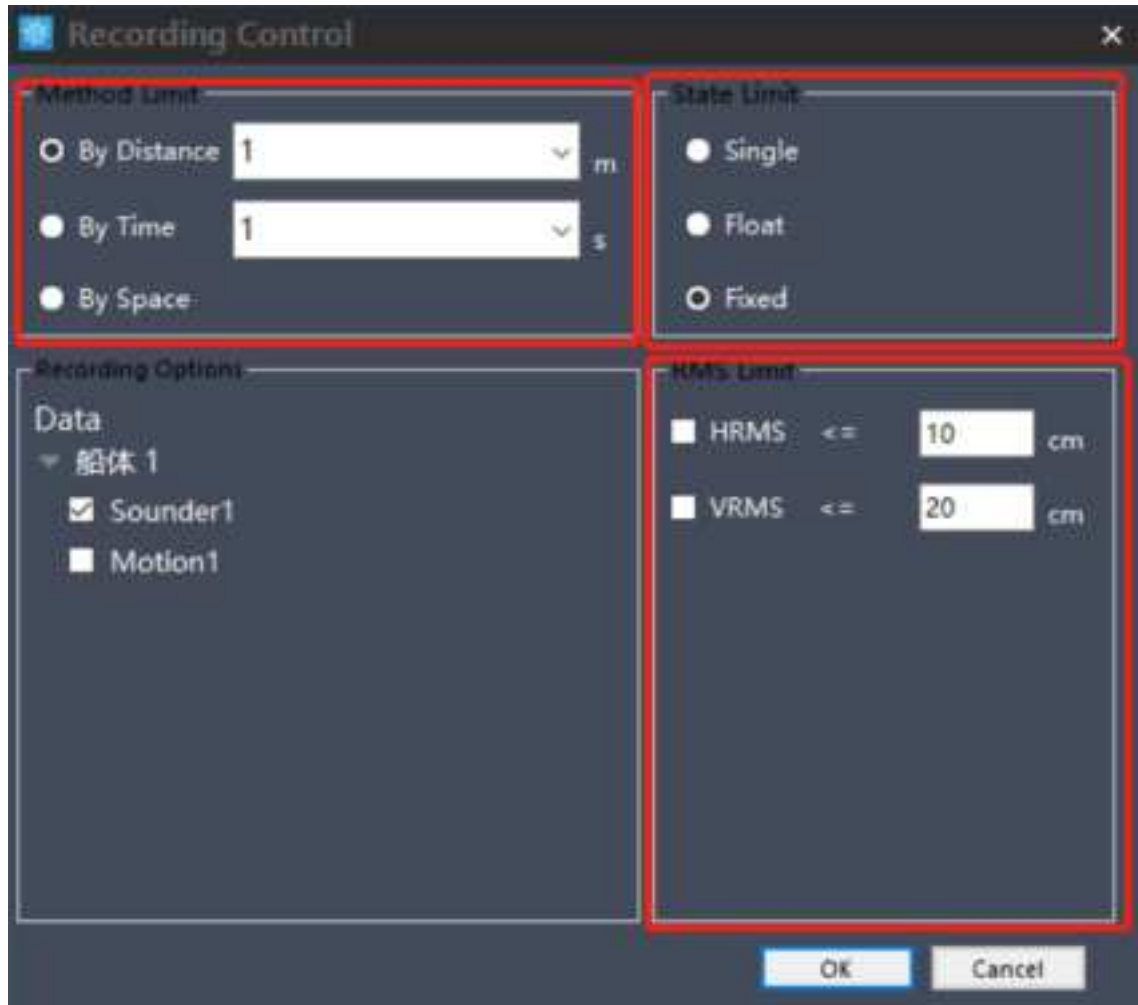 Recording Control
Method Limit
By Distance 1 m
By Time 1 s
By Space
State Limit
Single
Float
Fixed
Recording Options
Data
船体 1
Sounder1
Motion1
RMS Limit
HRMS <= 10 cm
VRMS <= 20 cm
OK Cancel